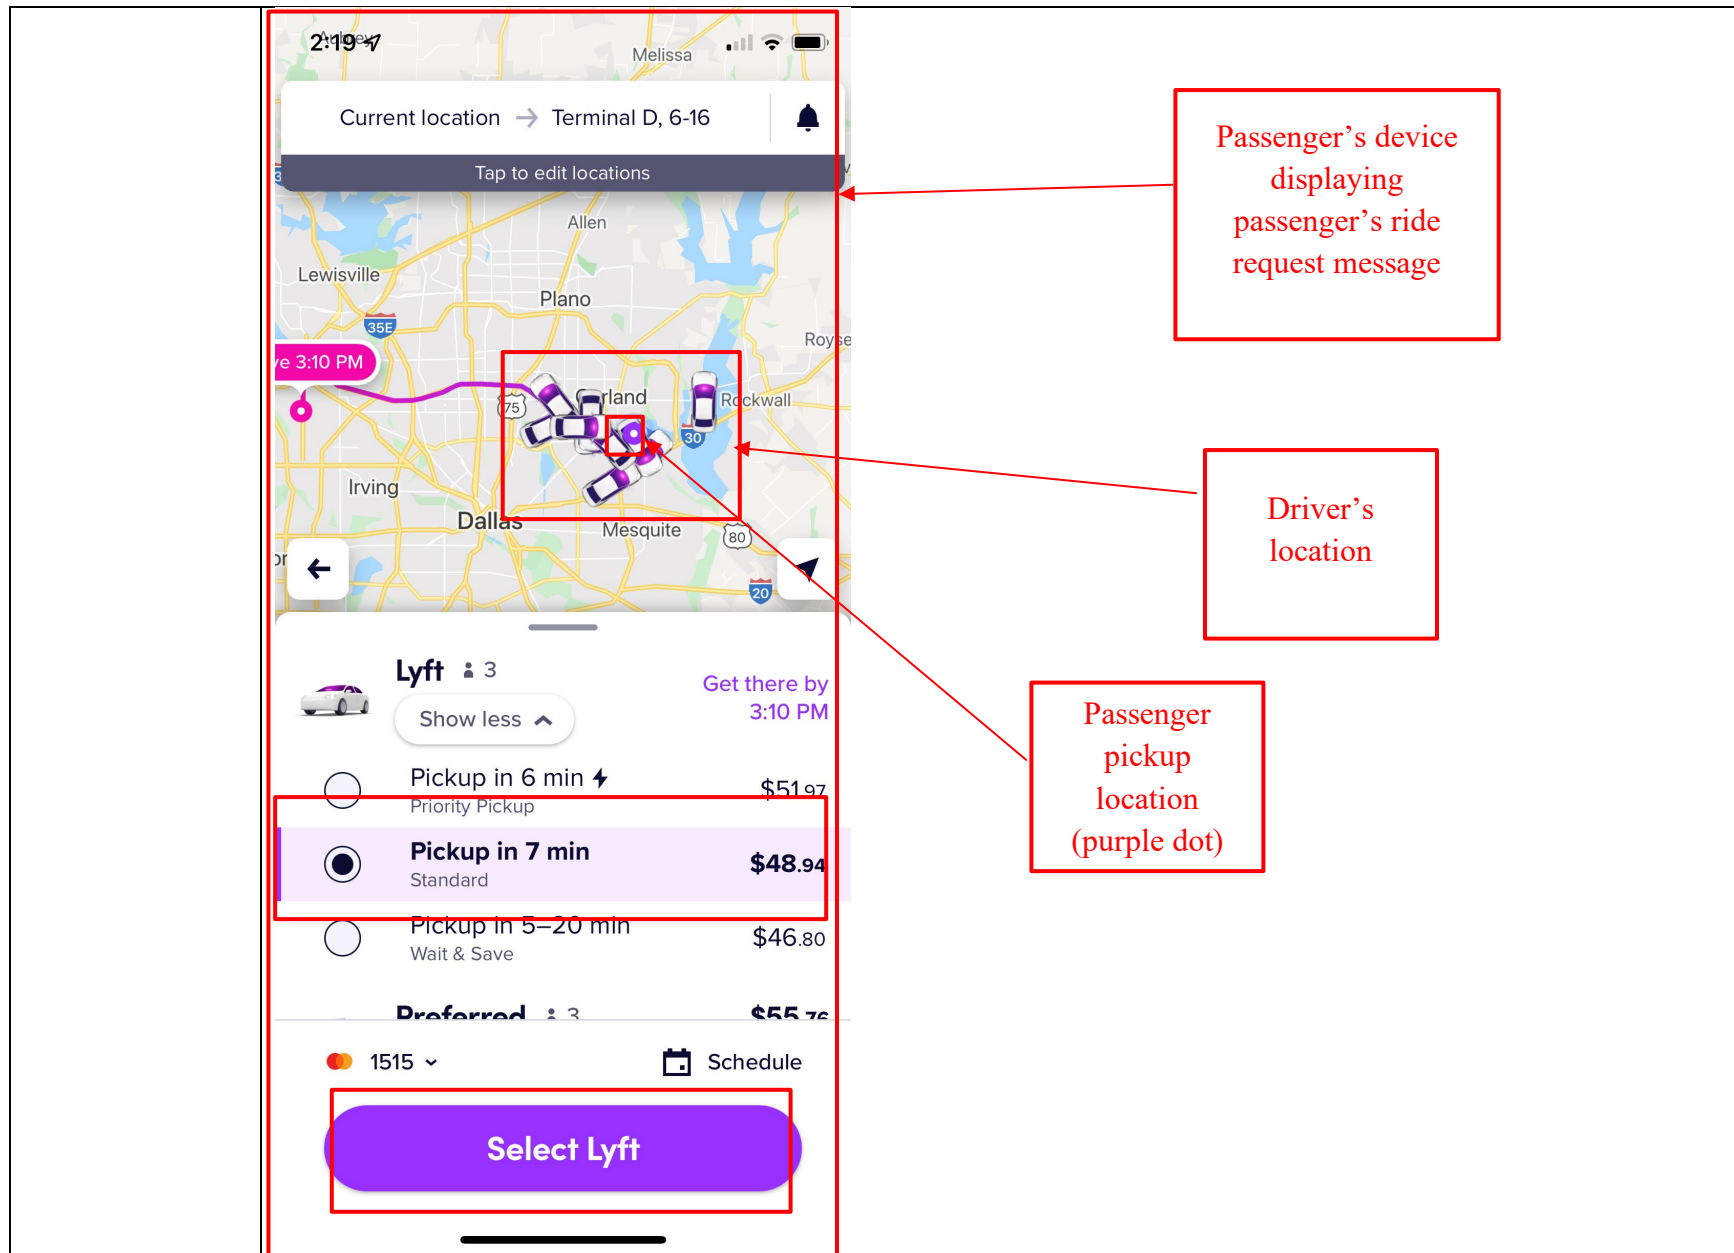 2:19
Melissa
Current location → Terminal D, 6-16
Tap to edit locations
Allen
Lewisville
Plano
35E
Royse
e 3:10 PM
75
Rockwall
30
Irving
Dallas
Mesquite
80
20
Lyft 3
Show less
Get there by
3:10 PM
Pickup in 6 min
Priority Pickup
$51.97
Pickup in 7 min
Standard
$48.94
Pickup in 5–20 min
Wait & Save
$46.80
Preferred 3
$55.76
1515
Schedule
Select Lyft
Passenger’s device
displaying
passenger’s ride
request message
Driver’s
location
Passenger
pickup
location
(purple dot)